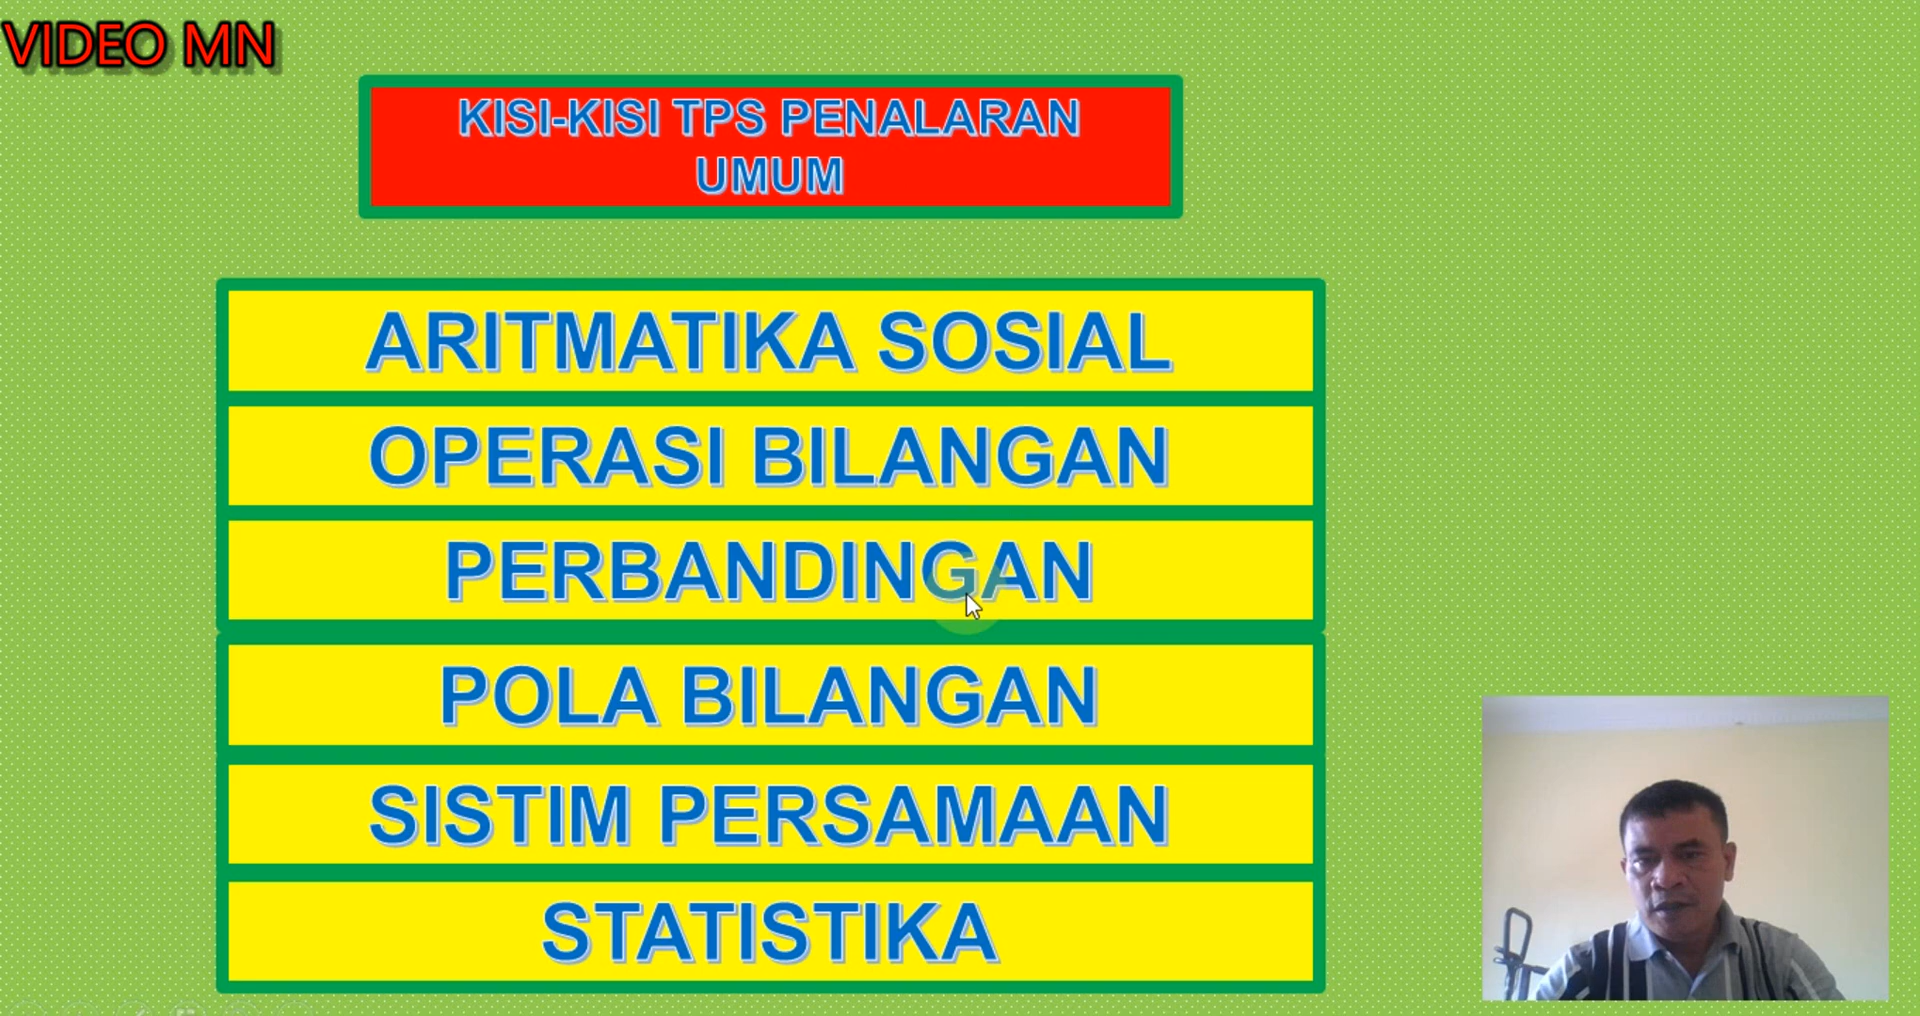 VIDEO MN
KISI-KISI TPS PENALARAN
UMUM
ARITMATIKA SOSIAL
OPERASI BILANGAN
PERBANDINGAN
POLA BILANGAN
SISTIM PERSAMAAN
STATISTIKA